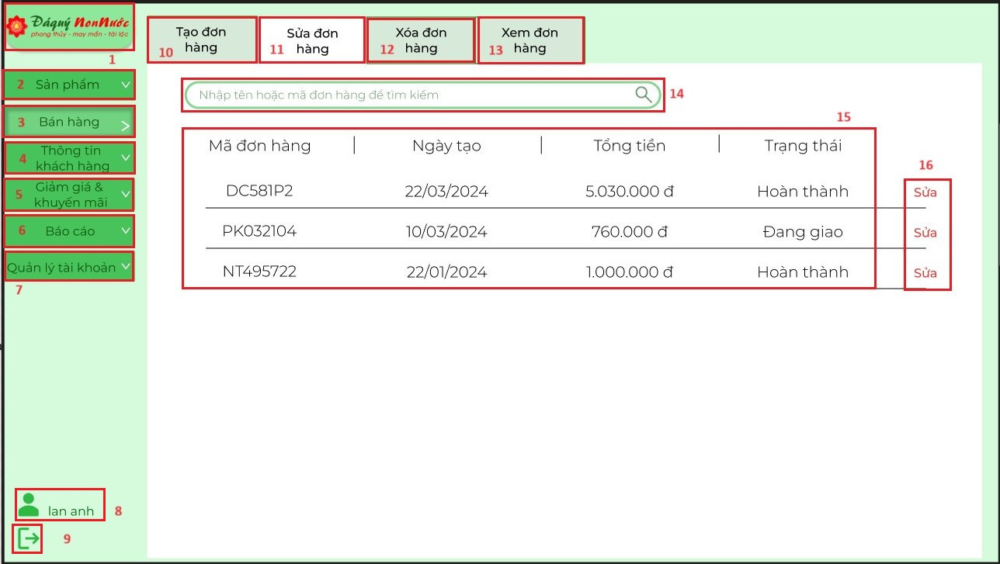 Đáquý NonNước
phong thủy - may mắn - tài lộc
1
2 Sản phẩm
3 Bán hàng
4 Thông tin
khách hàng
5 Giảm giá &
khuyến mãi
6 Báo cáo
Quản lý tài khoản
7
lan anh 8
9
10 Tạo đơn
hàng
11 Sửa đơn
hàng
12 Xóa đơn
hàng
13 Xem đơn
hàng
Nhập tên hoặc mã đơn hàng để tìm kiếm 14
15
Mã đơn hàng | Ngày tạo | Tổng tiền | Trạng thái
16
DC581P2 22/03/2024 5.030.000 đ Hoàn thành Sửa
PK032104 10/03/2024 760.000 đ Đang giao Sửa
NT495722 22/01/2024 1.000.000 đ Hoàn thành Sửa